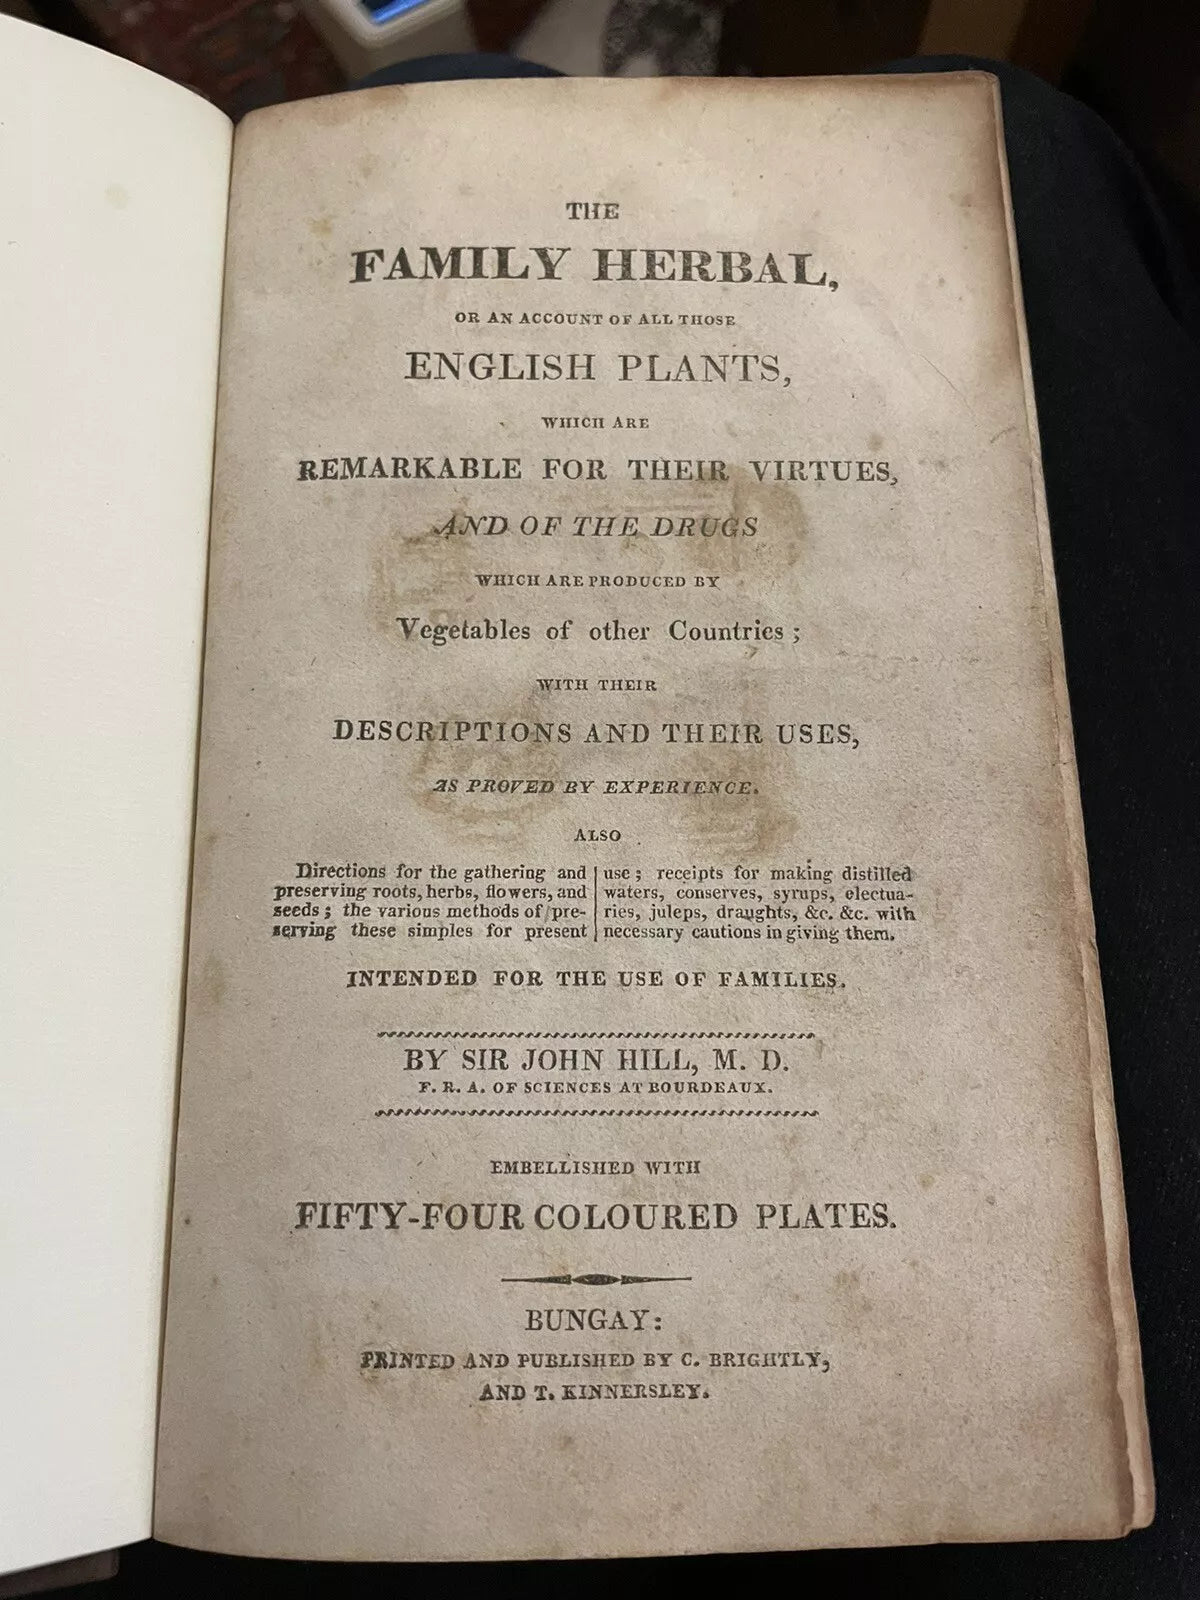 THE
FAMILY HERBAL,
OR AN ACCOUNT OF ALL THOSE
ENGLISH PLANTS,
WHICH ARE
REMARKABLE FOR THEIR VIRTUES,
AND OF THE DRUGS
WHICH ARE PRODUCED BY
Vegetables of other Countries;
WITH THEIR
DESCRIPTIONS AND THEIR USES,
AS PROVED BY EXPERIENCE.
ALSO
Directions for the gathering and
preserving roots, herbs, flowers, and
seeds; the various methods of pre-
serving these simples for present
use; receipts for making distilled
waters, conserves, syrups, electua-
ries, juleps, draughts, &c. &c. with
necessary cautions in giving them.
INTENDED FOR THE USE OF FAMILIES.
BY SIR JOHN HILL, M. D.
F. R. A. OF SCIENCES AT BOURDEAUX.
EMBELLISHED WITH
FIFTY-FOUR COLOURED PLATES.
BUNGAY:
PRINTED AND PUBLISHED BY C. BRIGHTLY,
AND T. KINNERSLEY.